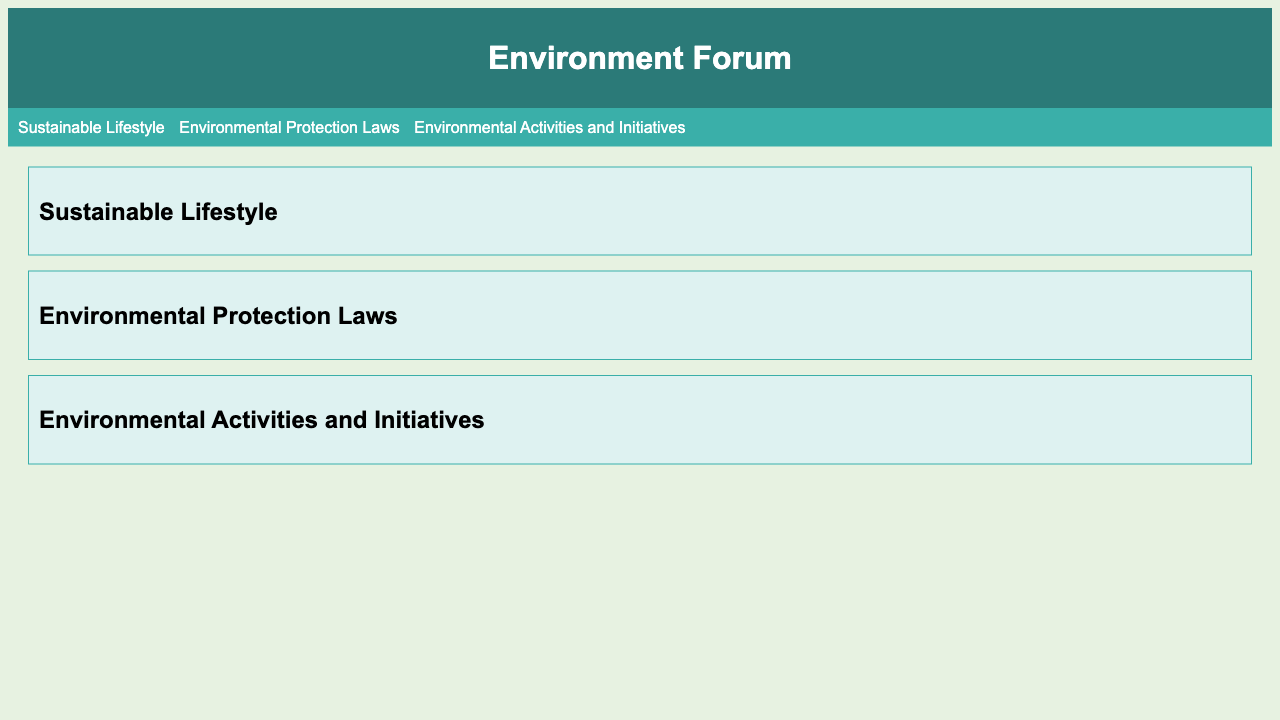 Environment Forum
Sustainable Lifestyle Environmental Protection Laws Environmental Activities and Initiatives
Sustainable Lifestyle
Environmental Protection Laws
Environmental Activities and Initiatives